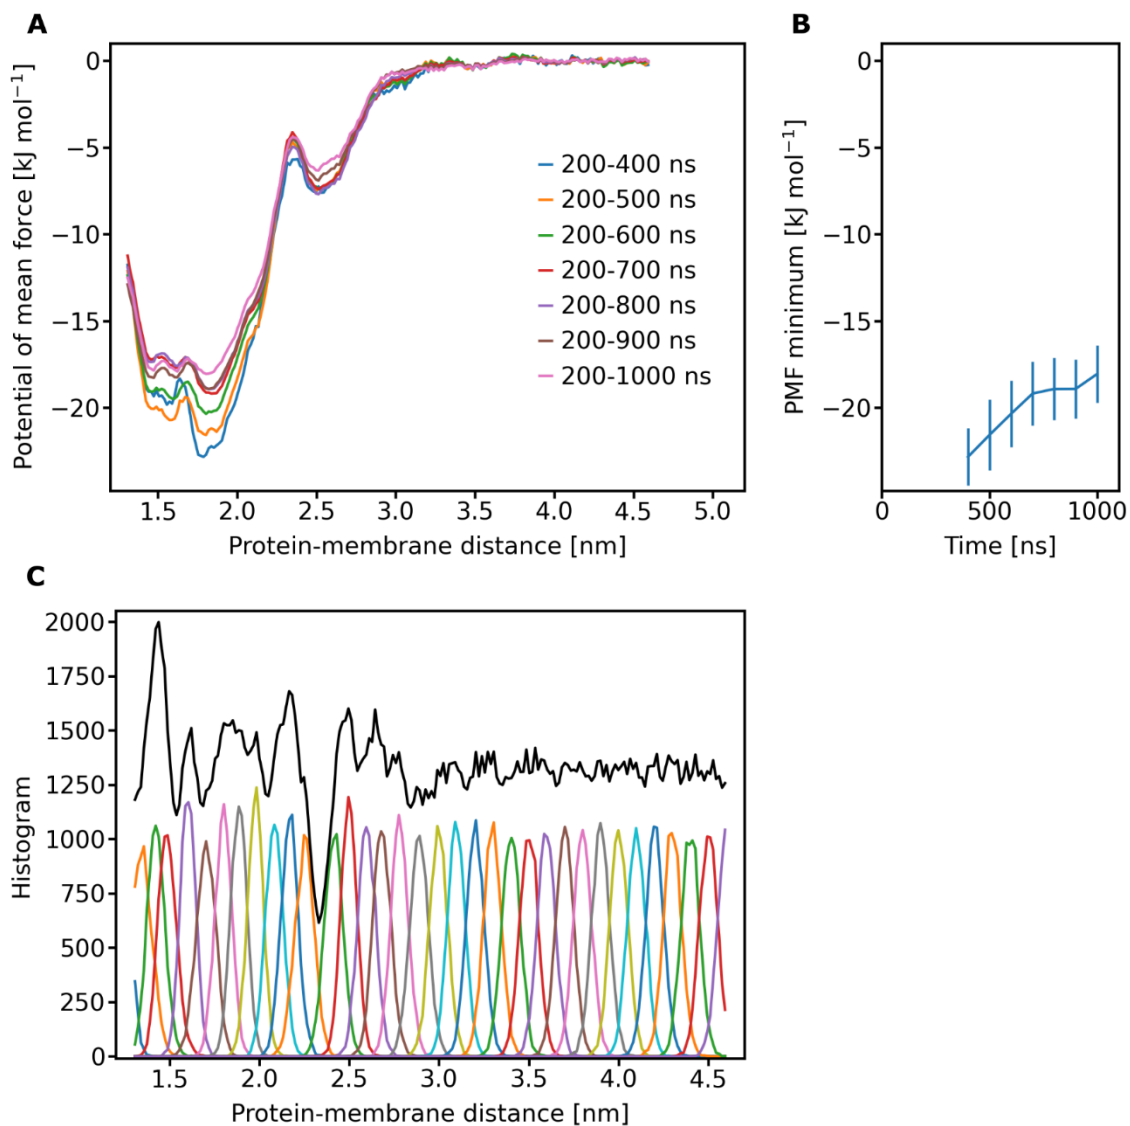 A
B
0
−5
−10
−15
−20
Potential of mean force [kJ mol⁻¹]
200-400 ns
200-500 ns
200-600 ns
200-700 ns
200-800 ns
200-900 ns
200-1000 ns
1.5 2.0 2.5 3.0 3.5 4.0 4.5 5.0
Protein-membrane distance [nm]
0
−5
−10
−15
−20
PMF minimum [kJ mol⁻¹]
0 500 1000
Time [ns]
C
2000
1750
1500
1250
1000
750
500
250
0
Histogram
1.5 2.0 2.5 3.0 3.5 4.0 4.5
Protein-membrane distance [nm]